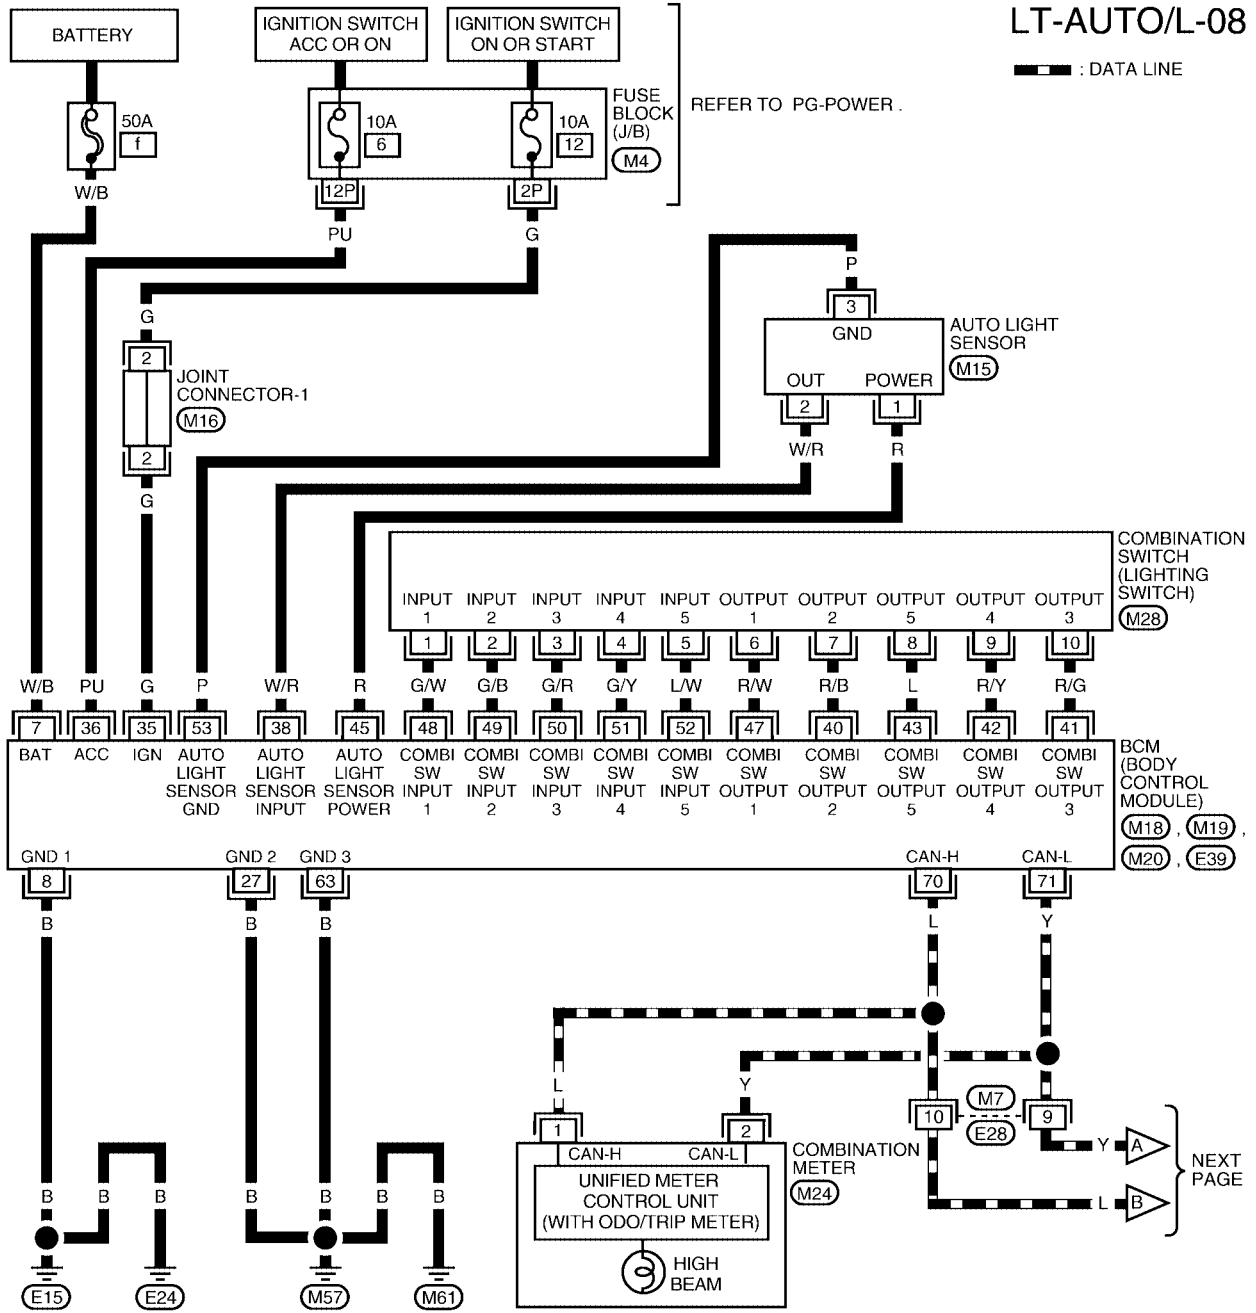 LT-AUTO/L-08
: DATA LINE
BATTERY
IGNITION SWITCH
ACC OR ON
IGNITION SWITCH
ON OR START
50A
f
10A
6
10A
12
FUSE
BLOCK
(J/B)
M4
REFER TO PG-POWER .
12P
2P
W/B
PU
G
P
3
GND
AUTO LIGHT
SENSOR
M15
OUT
POWER
2
1
W/R
R
G
2
JOINT
CONNECTOR-1
M16
2
G
COMBINATION
SWITCH
(LIGHTING
SWITCH)
M28
INPUT
1
INPUT
2
INPUT
3
INPUT
4
INPUT
5
OUTPUT
1
OUTPUT
2
OUTPUT
5
OUTPUT
4
OUTPUT
3
1 2 3 4 5 6 7 8 9 10
W/B PU G P W/R R G/W G/B G/R G/Y L/W R/W R/B L R/Y R/G
7 36 35 53 38 45 48 49 50 51 52 47 40 43 42 41
BAT
ACC
IGN
AUTO
LIGHT
SENSOR
GND
AUTO
LIGHT
SENSOR
INPUT
AUTO
LIGHT
SENSOR
POWER
COMBI
SW
INPUT
1
COMBI
SW
INPUT
2
COMBI
SW
INPUT
3
COMBI
SW
INPUT
4
COMBI
SW
INPUT
5
COMBI
SW
OUTPUT
1
COMBI
SW
OUTPUT
2
COMBI
SW
OUTPUT
5
COMBI
SW
OUTPUT
4
COMBI
SW
OUTPUT
3
BCM
(BODY
CONTROL
MODULE)
M18 , M19 ,
M20 , E39
GND 1
GND 2
GND 3
CAN-H
CAN-L
8 27 63 70 71
B B B L Y
L
Y
10
M7
E28
9
Y
A
L
B
NEXT
PAGE
1
2
CAN-H
CAN-L
UNIFIED METER
CONTROL UNIT
(WITH ODO/TRIP METER)
HIGH
BEAM
COMBINATION
METER
M24
B B B B B B B
E15
E24
M57
M61